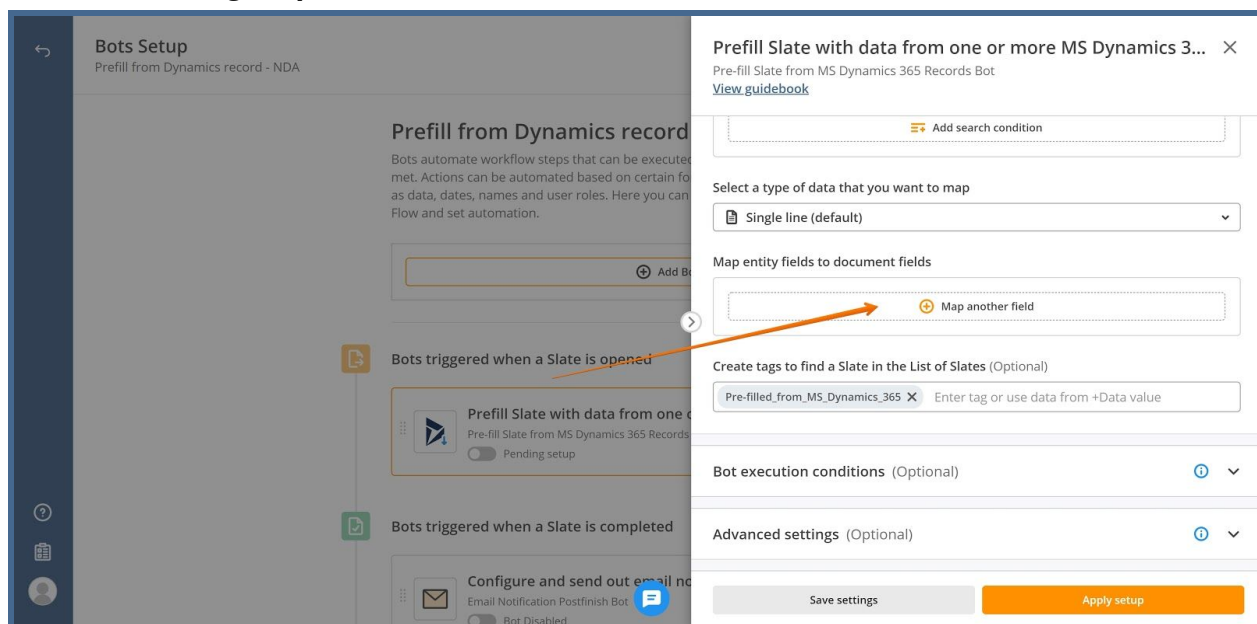 Bots Setup
Prefill from Dynamics record - NDA
Prefill from Dynamics record
Bots automate workflow steps that can be executed
met. Actions can be automated based on certain fo
as data, dates, names and user roles. Here you can
Flow and set automation.
Add Bo
Bots triggered when a Slate is opened
Prefill Slate with data from one o
Pre-fill Slate from MS Dynamics 365 Records
Pending setup
Bots triggered when a Slate is completed
Configure and send out email no
Email Notification Postfinish Bot
Bot Disabled
Prefill Slate with data from one or more MS Dynamics 3...
Pre-fill Slate from MS Dynamics 365 Records Bot
View guidebook
Add search condition
Select a type of data that you want to map
Single line (default)
Map entity fields to document fields
Map another field
Create tags to find a Slate in the List of Slates (Optional)
Pre-filled_from_MS_Dynamics_365 Enter tag or use data from +Data value
Bot execution conditions (Optional)
Advanced settings (Optional)
Save settings
Apply setup